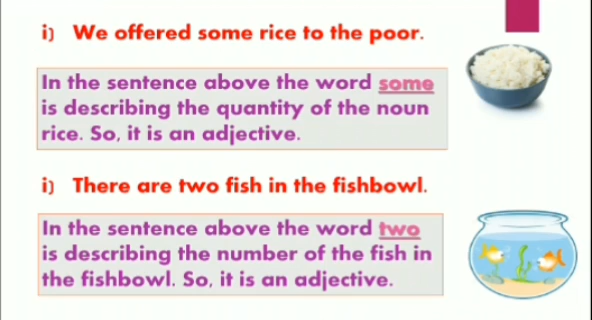 i) We offered some rice to the poor.
In the sentence above the word some
is describing the quantity of the noun
rice. So, it is an adjective.
i) There are two fish in the fishbowl.
In the sentence above the word two
is describing the number of the fish in
the fishbowl. So, it is an adjective.